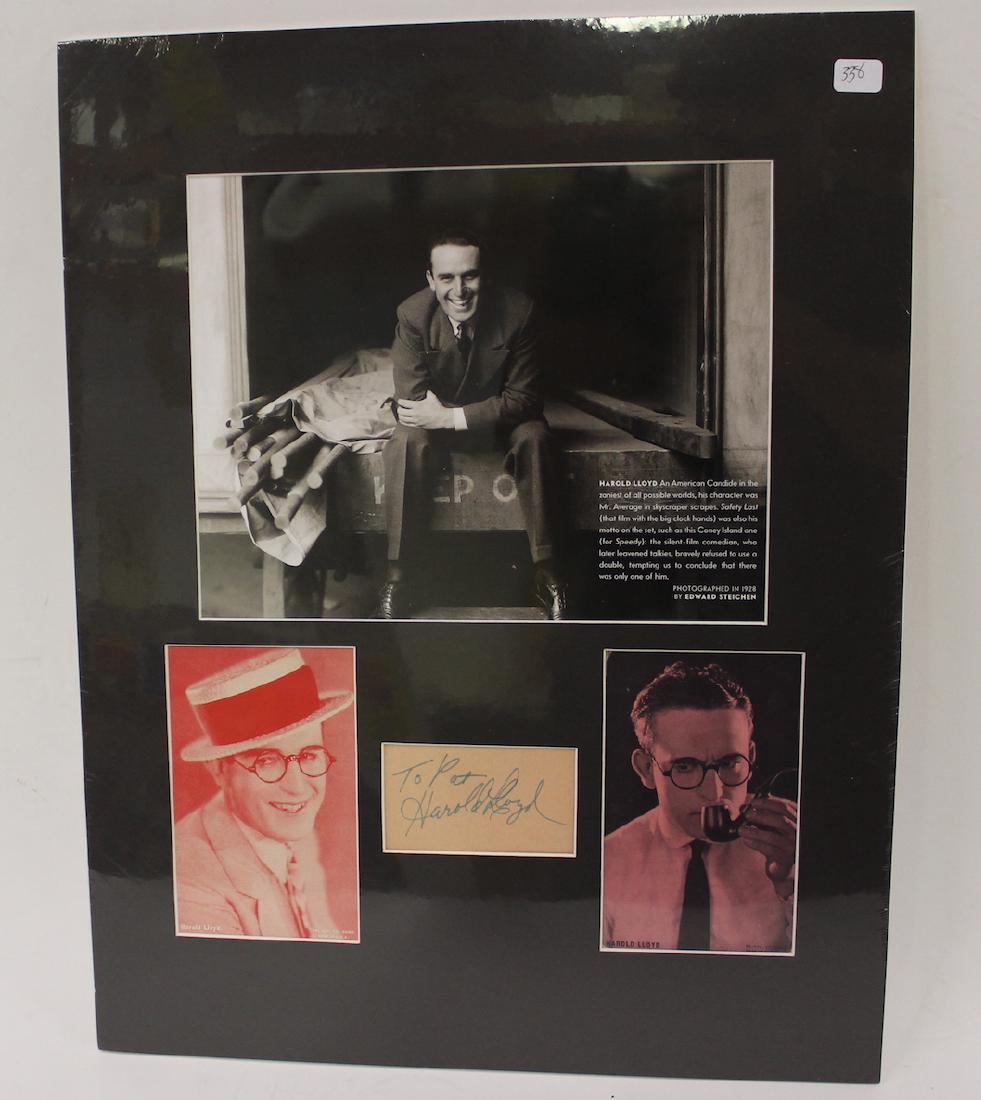 336
KEEP O
HAROLD LLOYD An American Candide in the
zaniest of all possible worlds, his character was
Mr. Average in skyscraper scrapes. Safety Last
(that film with the big clock hands) was also his
motto on the set, such as this Coney Island one
(for Speedy): the silent-film comedian, who
later leavened talkies, bravely refused to use a
double, tempting us to conclude that there
was only one of him.
PHOTOGRAPHED IN 1928
BY EDWARD STEICHEN
To Pat
Harold Lloyd
Harold Lloyd
HAROLD LLOYD